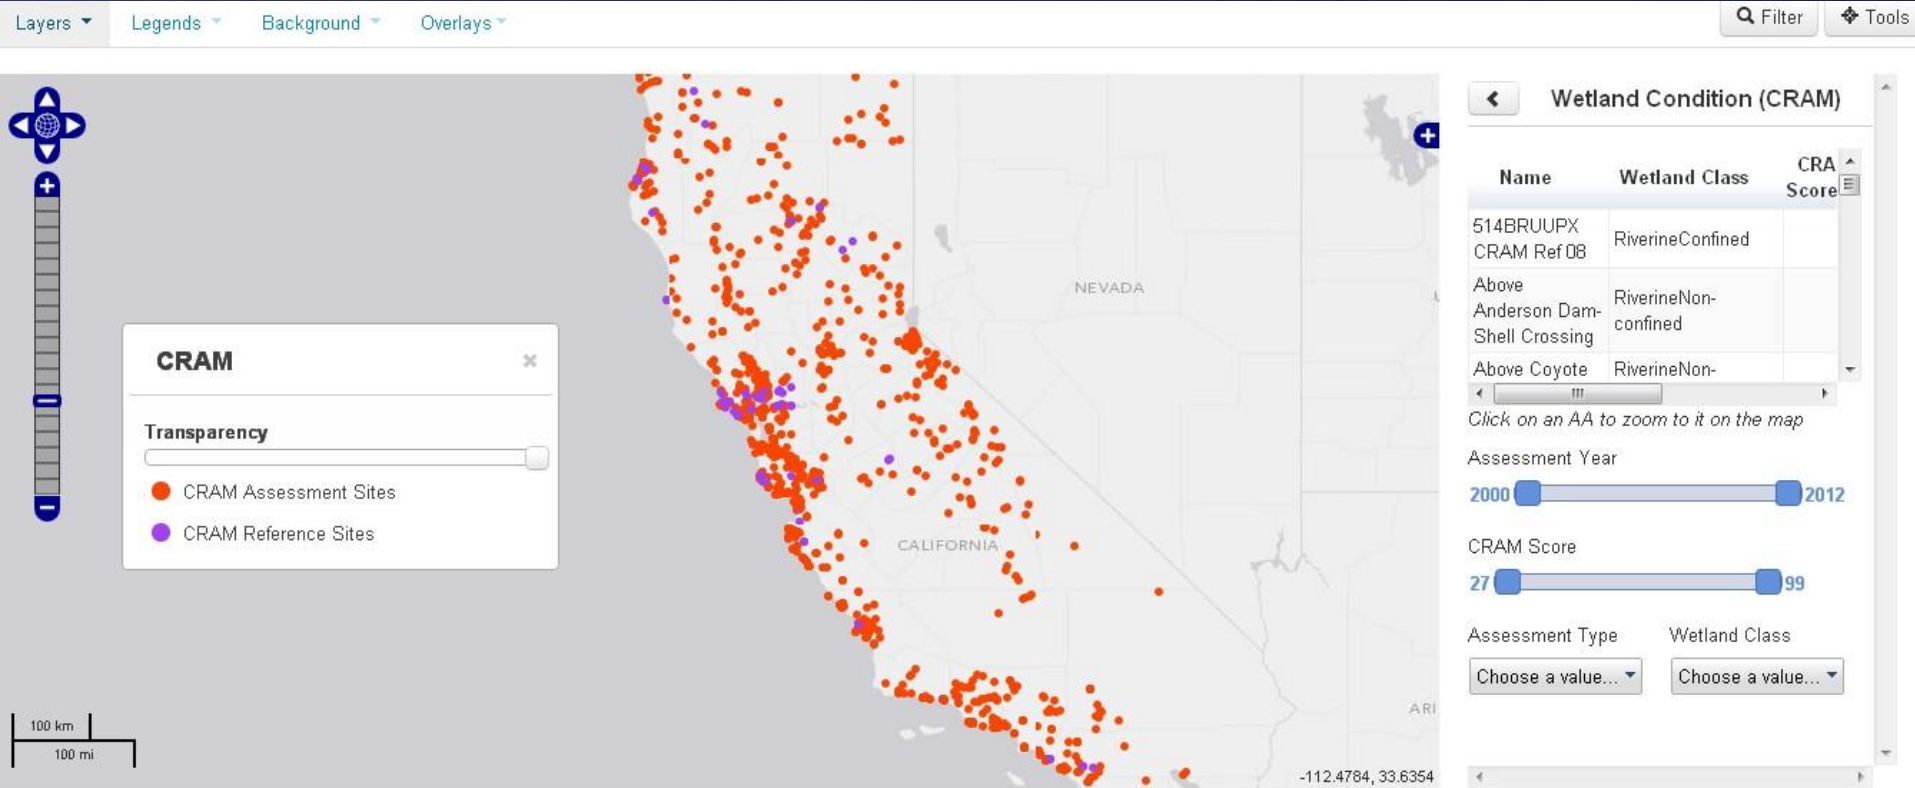 Layers
Legends
Background
Overlays
Filter
Tools
Wetland Condition (CRAM)
Name Wetland Class CRA Score
514BRUUPX
CRAM Ref 08
RiverineConfined
Above
Anderson Dam-
Shell Crossing
RiverineNon-
confined
Above Coyote
RiverineNon-
Click on an AA to zoom to it on the map
Assessment Year
2000 2012
CRAM Score
27 99
Assessment Type
Wetland Class
Choose a value...
Choose a value...
NEVADA
CALIFORNIA
ARI
CRAM
Transparency
CRAM Assessment Sites
CRAM Reference Sites
100 km
100 mi
-112.4784, 33.6354